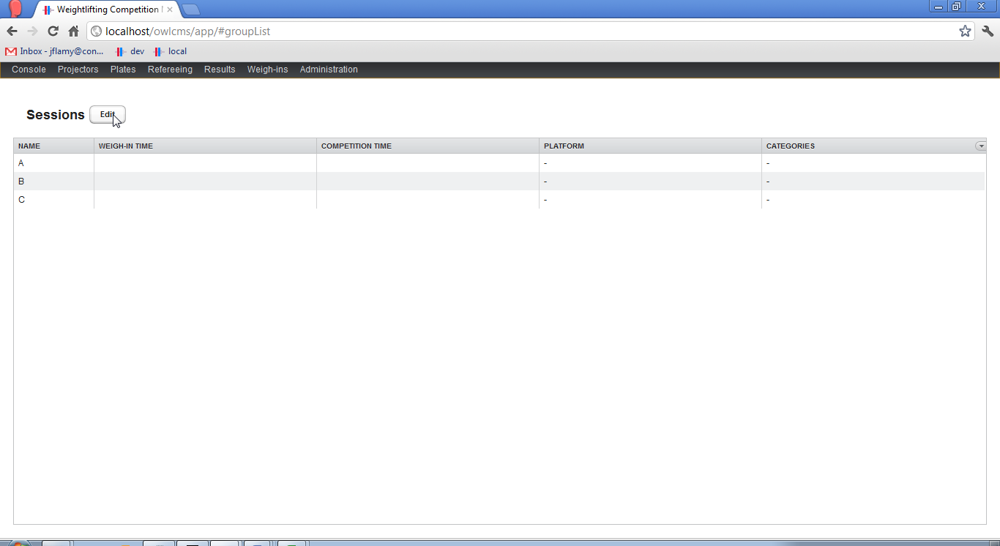 Weightlifting Competition
localhost/owlcms/app/#groupList
Inbox - jflamy@con... dev local
Console Projectors Plates Refereeing Results Weigh-ins Administration
Sessions Edit
NAME WEIGH-IN TIME COMPETITION TIME PLATFORM CATEGORIES
A - -
B - -
C - -